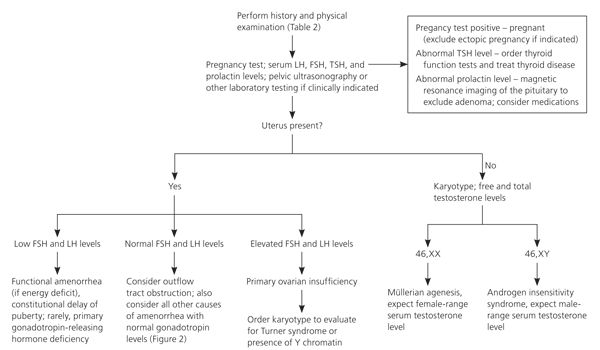 Perform history and physical
examination (Table 2)
Pregnancy test; serum LH, FSH, TSH, and
prolactin levels; pelvic ultrasonography or
other laboratory testing if clinically indicated
Pregancy test positive – pregnant
(exclude ectopic pregnancy if indicated)
Abnormal TSH level – order thyroid
function tests and treat thyroid disease
Abnormal prolactin level – magnetic
resonance imaging of the pituitary to
exclude adenoma; consider medications
Uterus present?
Yes
No
Karyotype; free and total
testosterone levels
Low FSH and LH levels
Normal FSH and LH levels
Elevated FSH and LH levels
46,XX
46,XY
Functional amenorrhea
(if energy deficit),
constitutional delay of
puberty; rarely, primary
gonadotropin-releasing
hormone deficiency
Consider outflow
tract obstruction; also
consider all other causes
of amenorrhea with
normal gonadotropin
levels (Figure 2)
Primary ovarian insufficiency
Order karyotype to evaluate
for Turner syndrome or
presence of Y chromatin
Müllerian agenesis,
expect female-range
serum testosterone
level
Androgen insensitivity
syndrome, expect male-
range serum testosterone
level